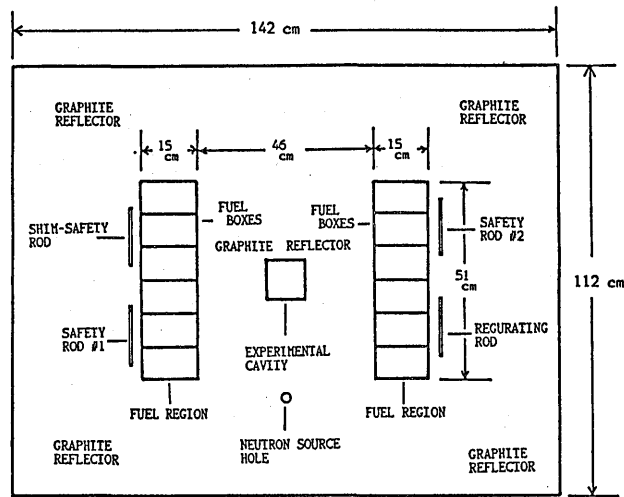 142 cm
GRAPHITE
REFLECTOR
GRAPHITE
REFLECTOR
15
cm
46
cm
15
cm
SHIM-SAFETY
ROD
FUEL
BOXES
FUEL
BOXES
SAFETY
ROD #2
GRAPHITE REFLECTOR
51
cm
112 cm
SAFETY
ROD #1
EXPERIMENTAL
CAVITY
REGURATING
ROD
FUEL REGION
FUEL REGION
NEUTRON SOURCE
HOLE
GRAPHITE
REFLECTOR
GRAPHITE
REFLECTOR